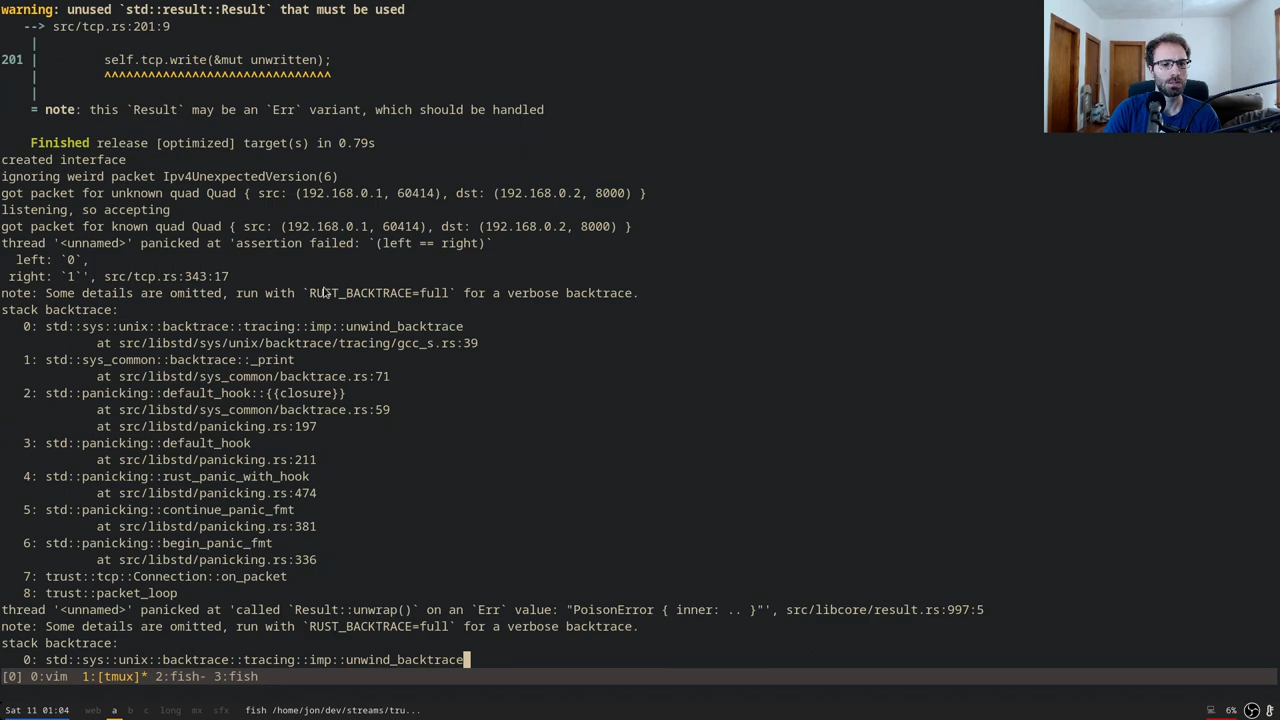 warning: unused `std::result::Result` that must be used
--> src/tcp.rs:201:9
|
201 |         self.tcp.write(&mut unwritten);
|         ^^^^^^^^^^^^^^^^^^^^^^^^^^^^^^^
|
= note: this `Result` may be an `Err` variant, which should be handled
Finished release [optimized] target(s) in 0.79s
created interface
ignoring weird packet Ipv4UnexpectedVersion(6)
got packet for unknown quad Quad { src: (192.168.0.1, 60414), dst: (192.168.0.2, 8000) }
listening, so accepting
got packet for known quad Quad { src: (192.168.0.1, 60414), dst: (192.168.0.2, 8000) }
thread '<unnamed>' panicked at 'assertion failed: `(left == right)`
left: `0`,
right: `1`', src/tcp.rs:343:17
note: Some details are omitted, run with `RUST_BACKTRACE=full` for a verbose backtrace.
stack backtrace:
0: std::sys::unix::backtrace::tracing::imp::unwind_backtrace
at src/libstd/sys/unix/backtrace/tracing/gcc_s.rs:39
1: std::sys_common::backtrace::_print
at src/libstd/sys_common/backtrace.rs:71
2: std::panicking::default_hook::{{closure}}
at src/libstd/sys_common/backtrace.rs:59
at src/libstd/panicking.rs:197
3: std::panicking::default_hook
at src/libstd/panicking.rs:211
4: std::panicking::rust_panic_with_hook
at src/libstd/panicking.rs:474
5: std::panicking::continue_panic_fmt
at src/libstd/panicking.rs:381
6: std::panicking::begin_panic_fmt
at src/libstd/panicking.rs:336
7: trust::tcp::Connection::on_packet
8: trust::packet_loop
thread '<unnamed>' panicked at 'called `Result::unwrap()` on an `Err` value: "PoisonError { inner: .. }"', src/libcore/result.rs:997:5
note: Some details are omitted, run with `RUST_BACKTRACE=full` for a verbose backtrace.
stack backtrace:
0: std::sys::unix::backtrace::tracing::imp::unwind_backtrace
[0] 0:vim  1:[tmux]* 2:fish- 3:fish
Sat 11 01:04 web a b c long mx sfx fish /home/jon/dev/streams/tru... 6%